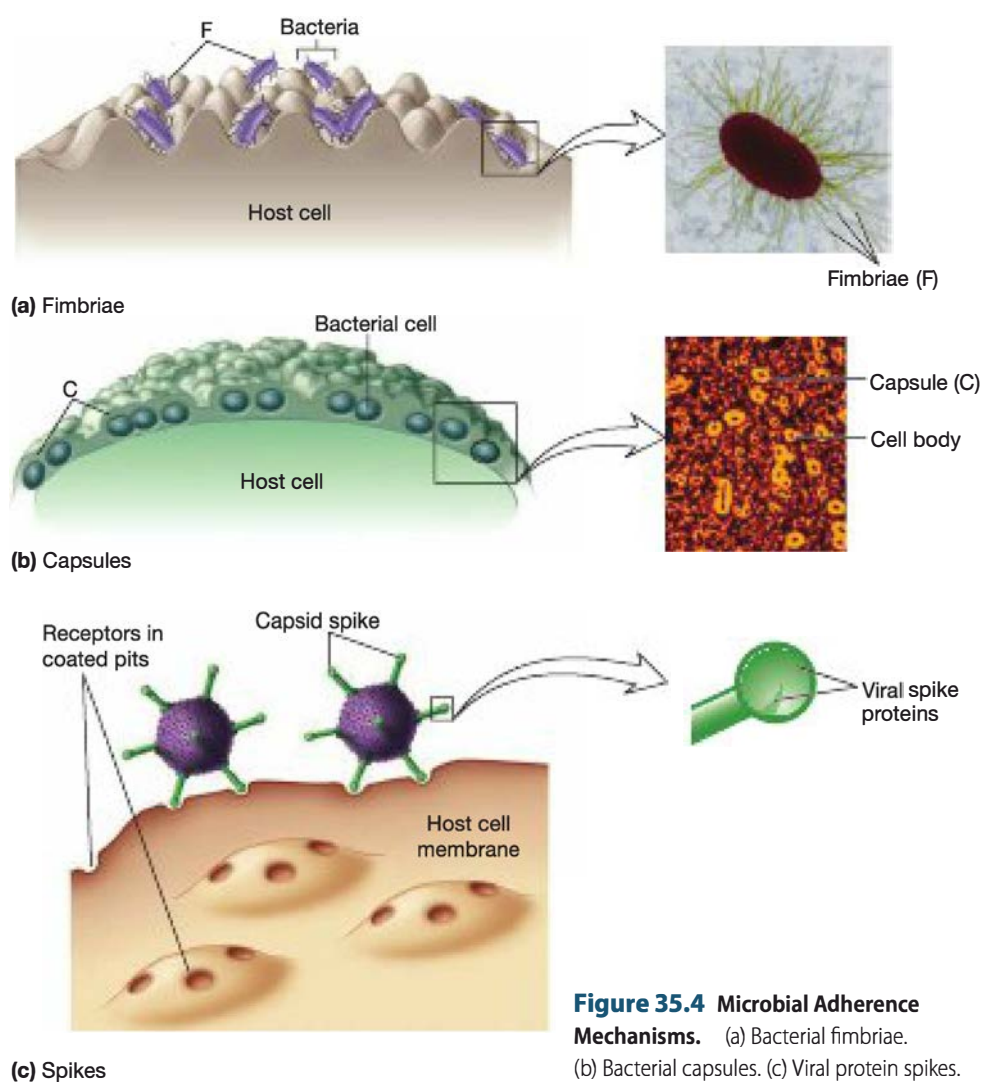 F
Bacteria
Host cell
Fimbriae (F)
(a) Fimbriae
Bacterial cell
C
Capsule (C)
Cell body
Host cell
(b) Capsules
Receptors in
coated pits
Capsid spike
Viral spike
proteins
Host cell
membrane
Figure 35.4 Microbial Adherence
Mechanisms. (a) Bacterial fimbriae.
(b) Bacterial capsules. (c) Viral protein spikes.
(c) Spikes